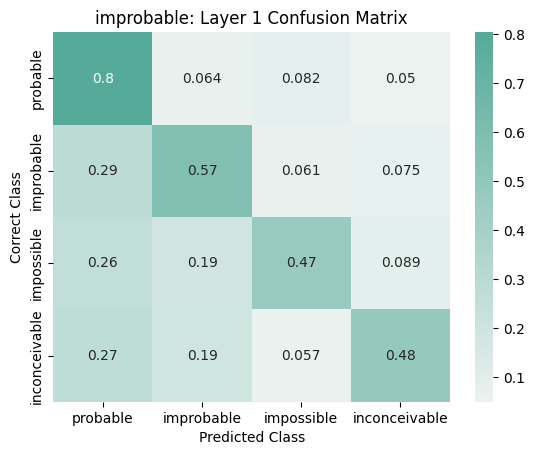 improbable: Layer 1 Confusion Matrix
Correct Class
probable
0.8 0.064 0.082 0.05
improbable
0.29 0.57 0.061 0.075
impossible
0.26 0.19 0.47 0.089
inconceivable
0.27 0.19 0.057 0.48
probable improbable impossible inconceivable
Predicted Class
0.8
0.7
0.6
0.5
0.4
0.3
0.2
0.1